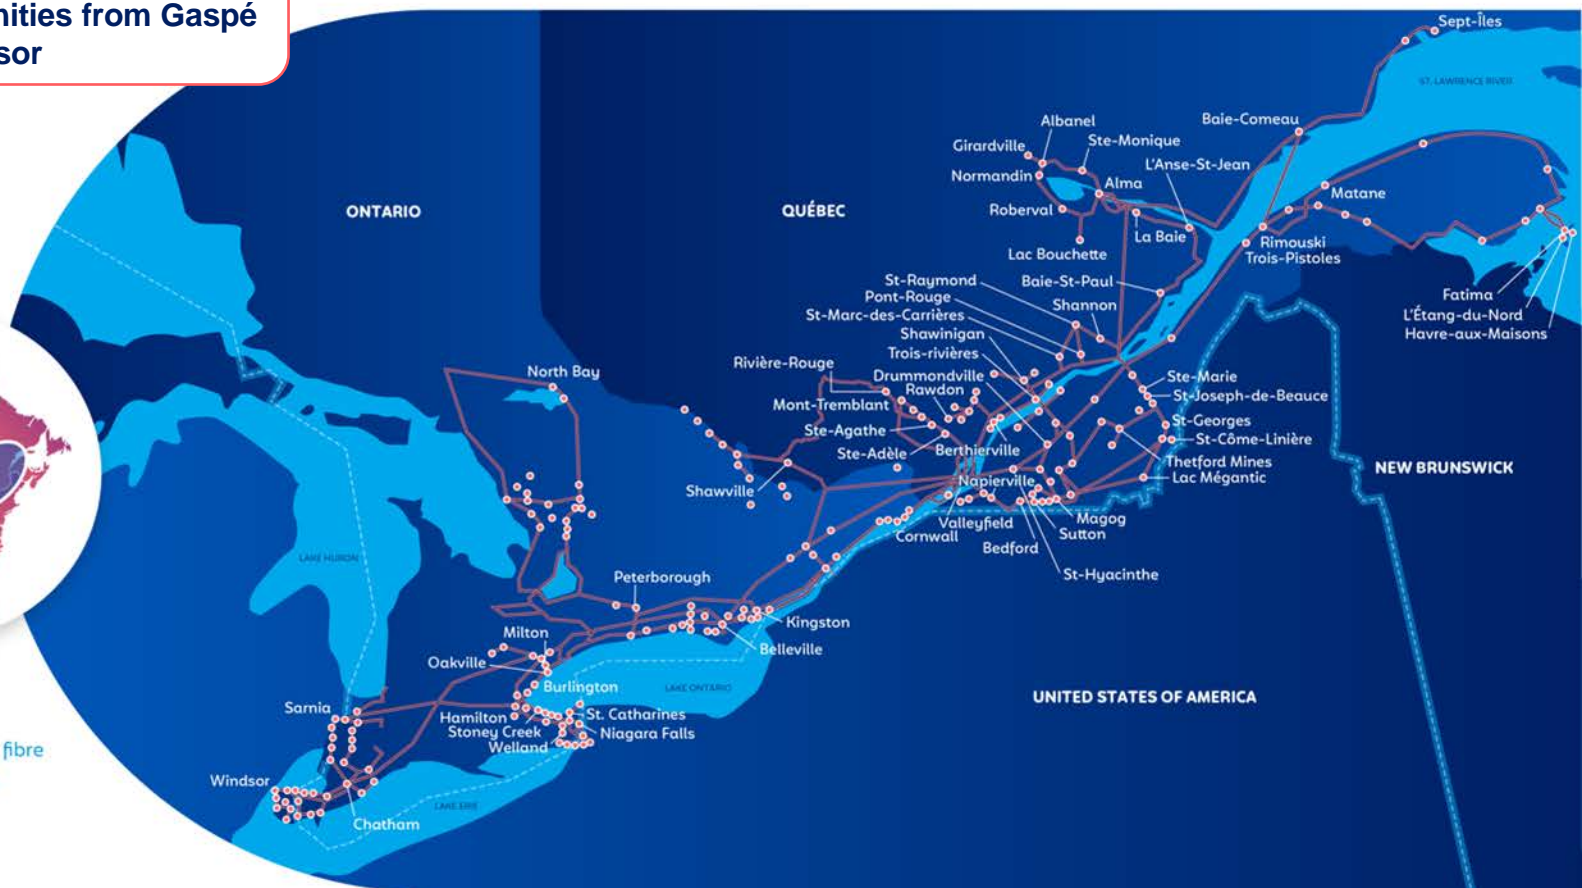 nities from Gaspé
sor
Sept-Îles
ST. LAWRENCE RIVER
Baie-Comeau
Albanel
Girardville
Ste-Monique
L'Anse-St-Jean
Normandin
Alma
Matane
ONTARIO
QUÉBEC
Roberval
La Baie
Rimouski
Trois-Pistoles
Lac Bouchette
St-Raymond
Baie-St-Paul
Pont-Rouge
Shannon
Fatima
St-Marc-des-Carrières
L'Étang-du-Nord
Shawinigan
Havre-aux-Maisons
Trois-rivières
Rivière-Rouge
North Bay
Drummondville
Ste-Marie
Rawdon
St-Joseph-de-Beauce
Mont-Tremblant
St-Georges
Ste-Agathe
St-Côme-Linière
Ste-Adèle
Berthierville
Thetford Mines
NEW BRUNSWICK
Lac Mégantic
Napierville
Shawville
Magog
Valleyfield
Sutton
Cornwall
Bedford
LAKE HURON
St-Hyacinthe
Peterborough
Kingston
Milton
Belleville
Oakville
Burlington
LAKE ONTARIO
UNITED STATES OF AMERICA
Sarnia
Hamilton
St. Catharines
Stoney Creek
Niagara Falls
Welland
fibre
Windsor
LAKE ERIE
Chatham